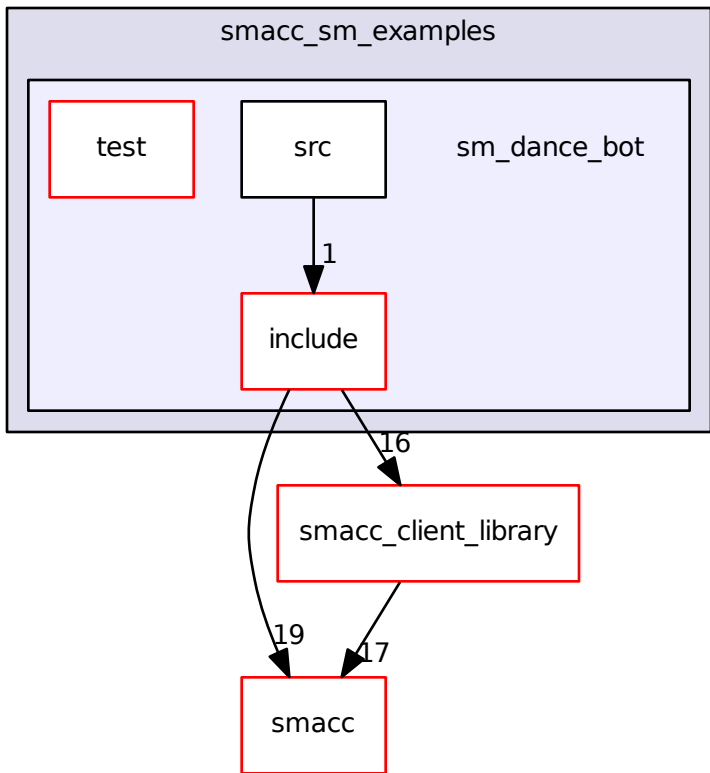 smacc_sm_examples
test
src
sm_dance_bot
1
include
16
smacc_client_library
19
17
smacc